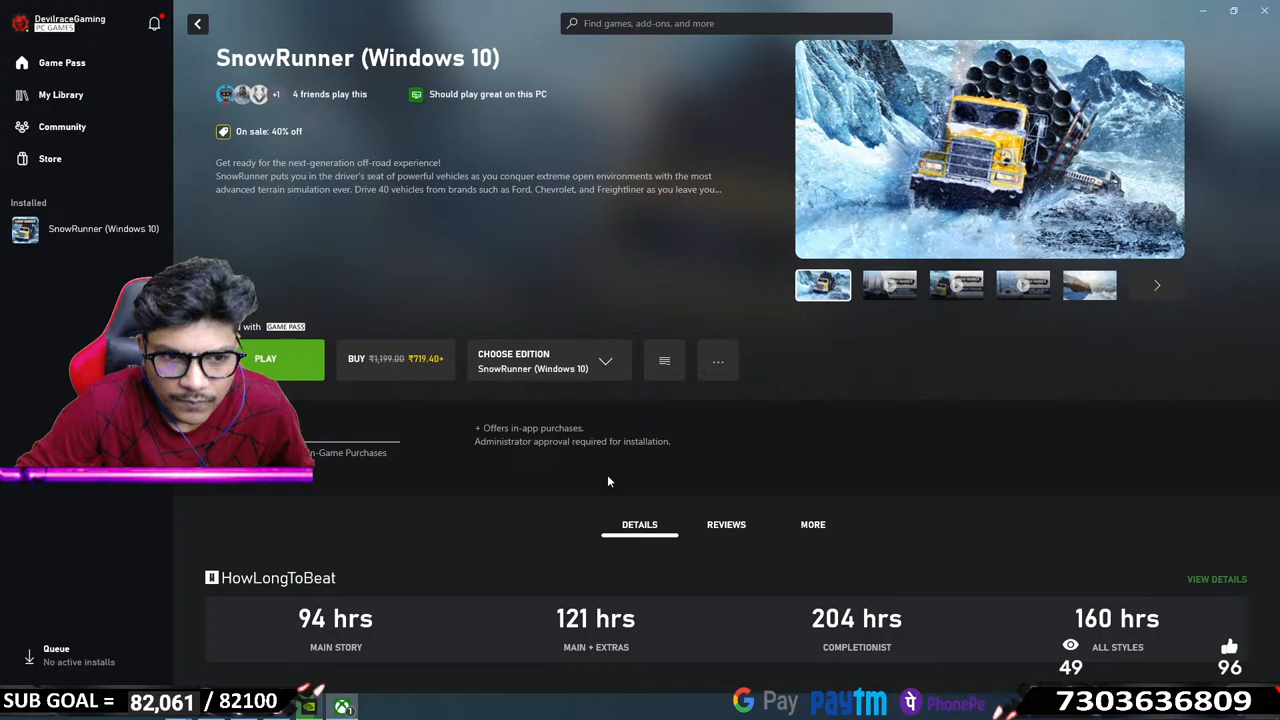 DevilraceGaming
PC GAMES
Game Pass
My Library
Community
Store
Installed
SnowRunner (Windows 10)
Queue
No active installs
Find games, add-ons, and more
SnowRunner (Windows 10)
+1 4 friends play this
Should play great on this PC
On sale: 40% off
Get ready for the next-generation off-road experience!
SnowRunner puts you in the driver's seat of powerful vehicles as you conquer extreme open environments with the most
advanced terrain simulation ever. Drive 40 vehicles from brands such as Ford, Chevrolet, and Freightliner as you leave you...
with GAME PASS
PLAY
BUY ₹1,199.00 ₹719.40+
CHOOSE EDITION
SnowRunner (Windows 10)
...
+ Offers in-app purchases.
Administrator approval required for installation.
n-Game Purchases
DETAILS
REVIEWS
MORE
HowLongToBeat
VIEW DETAILS
94 hrs
MAIN STORY
121 hrs
MAIN + EXTRAS
204 hrs
COMPLETIONIST
160 hrs
ALL STYLES
49
96
SUB GOAL = 82,061 / 82100
G Pay
paytm
PhonePe
7303636809